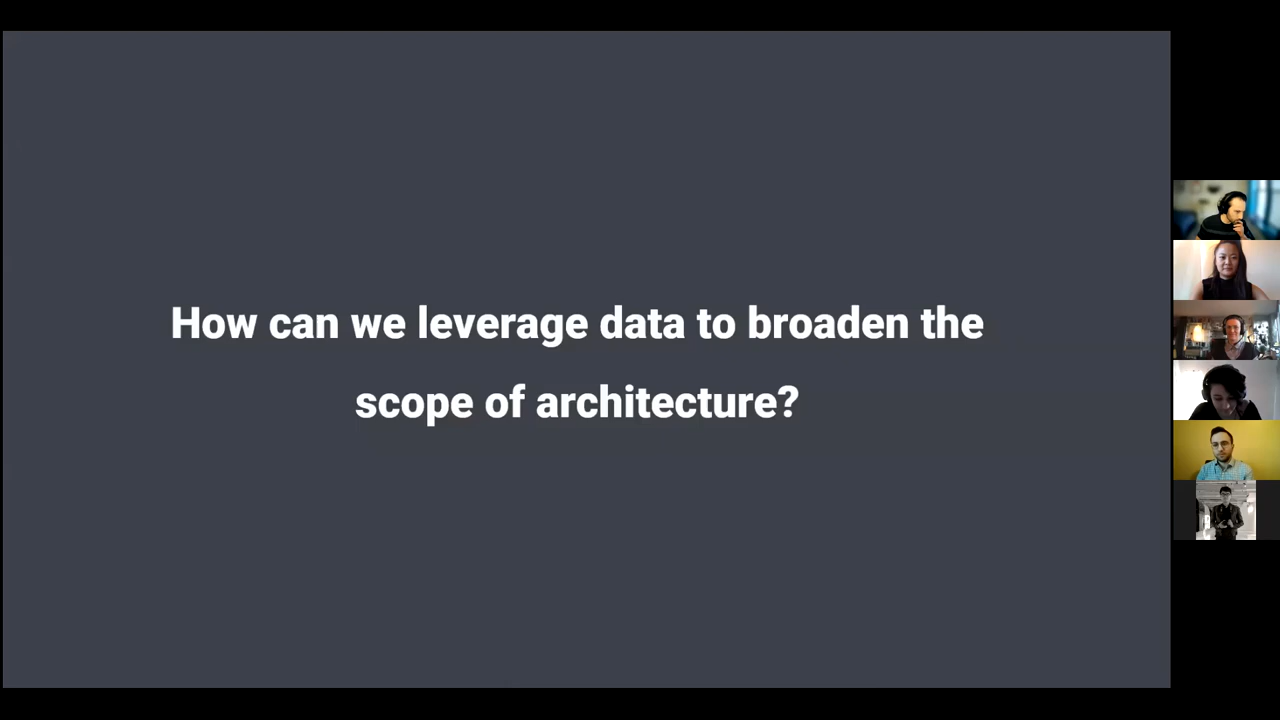 How can we leverage data to broaden the
scope of architecture?